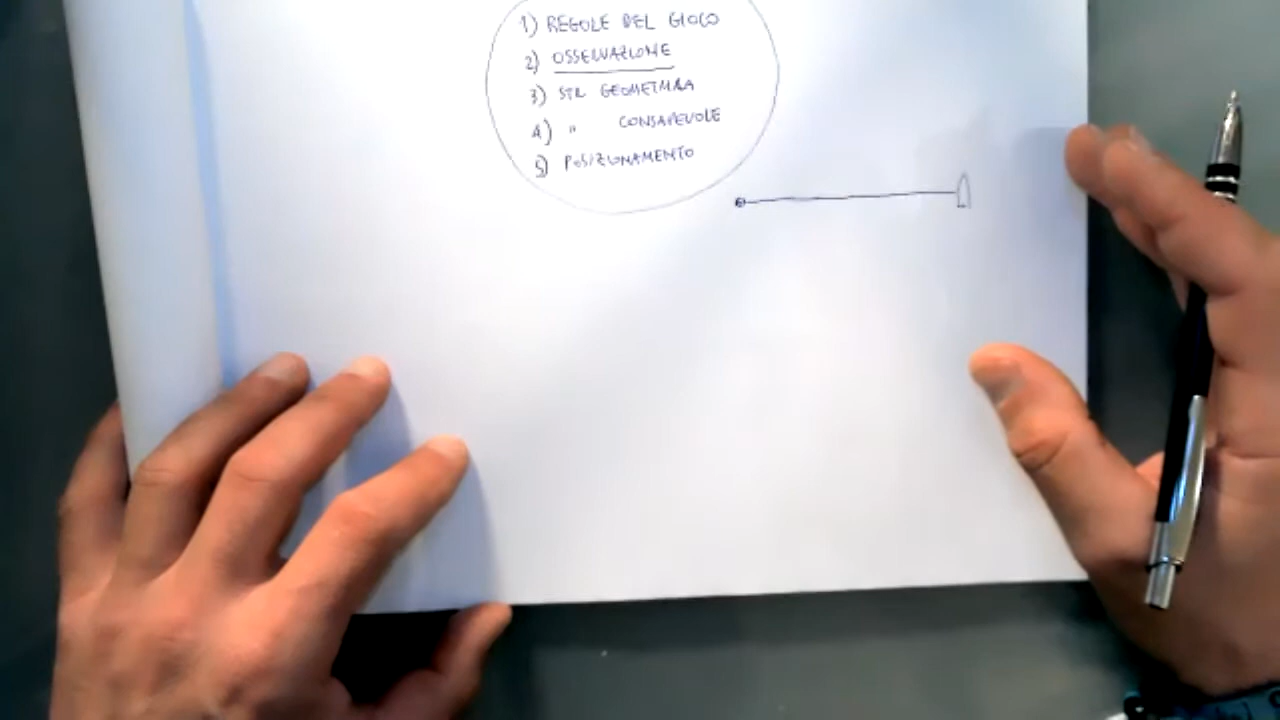 1) REGOLE DEL GIOCO
2) OSSERVAZIONE
3) STR GEOMETRICA
4) " CONSAPEVOLE
5) POSIZIONAMENTO